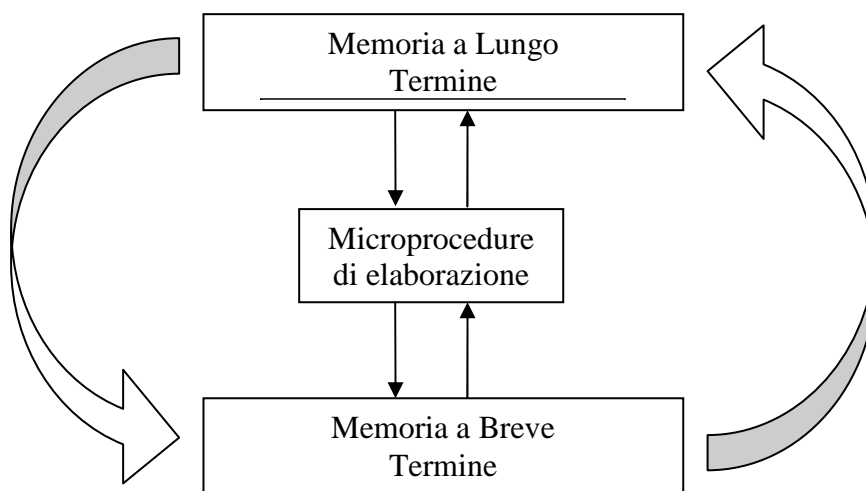 Memoria a Lungo
Termine
Microprocedure
di elaborazione
Memoria a Breve
Termine